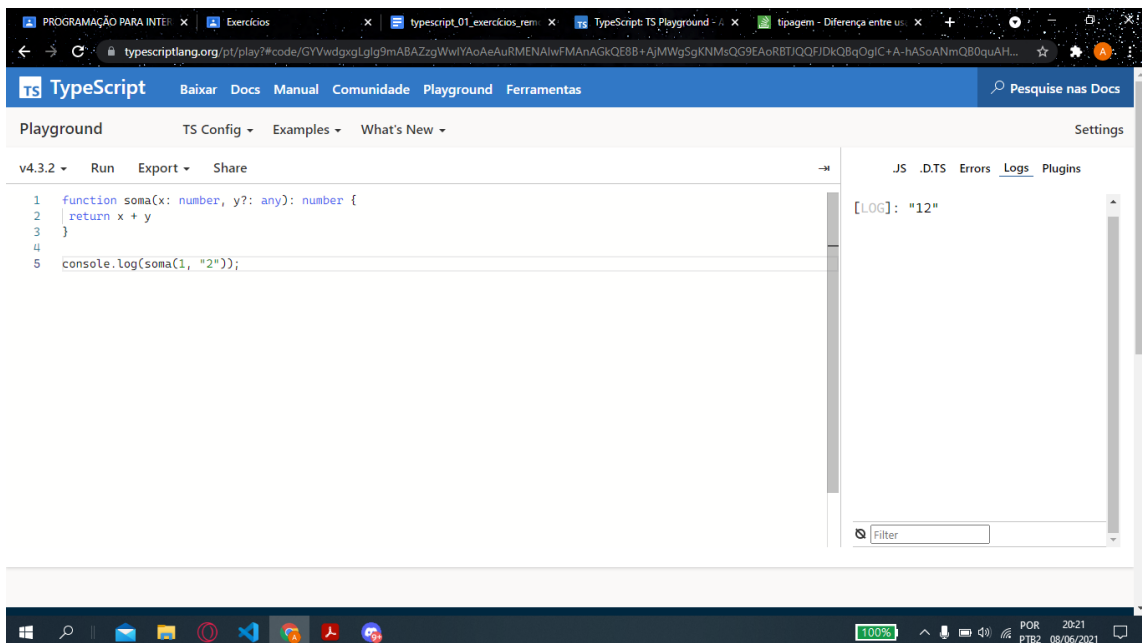 PROGRAMAÇÃO PARA INTER
Exercícios
typescript_01_exercícios_rem
TypeScript: TS Playground - A
tipagem - Diferença entre us
typescriptlang.org/pt/play?#code/GYVwdgxgLglg9mABAZzgWwIYAoAeAuRMENAIwFMAnAGkQE8B+AjMWgSgKNMsQG9EAoRBTJQQFJDkQBqOgIC+A-hASoANmQB0quAH...
A
TS TypeScript
Baixar Docs Manual Comunidade Playground Ferramentas
Pesquise nas Docs
Playground
TS Config Examples What's New
Settings
v4.3.2 Run Export Share
.JS .D.TS Errors Logs Plugins
1 function soma(x: number, y?: any): number {
2 return x + y
3 }
4
5 console.log(soma(1, "2"));
[LOG]: "12"
Filter
100%
POR
PTB2
20:21
08/06/2021